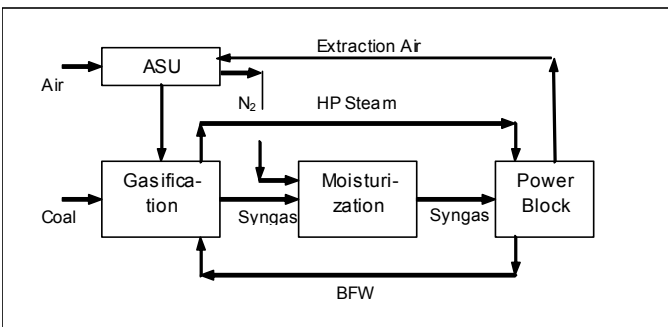 Extraction Air
ASU
Air
N₂
HP Steam
Gasifica-
tion
Moisturi-
zation
Power
Block
Coal
Syngas
Syngas
BFW